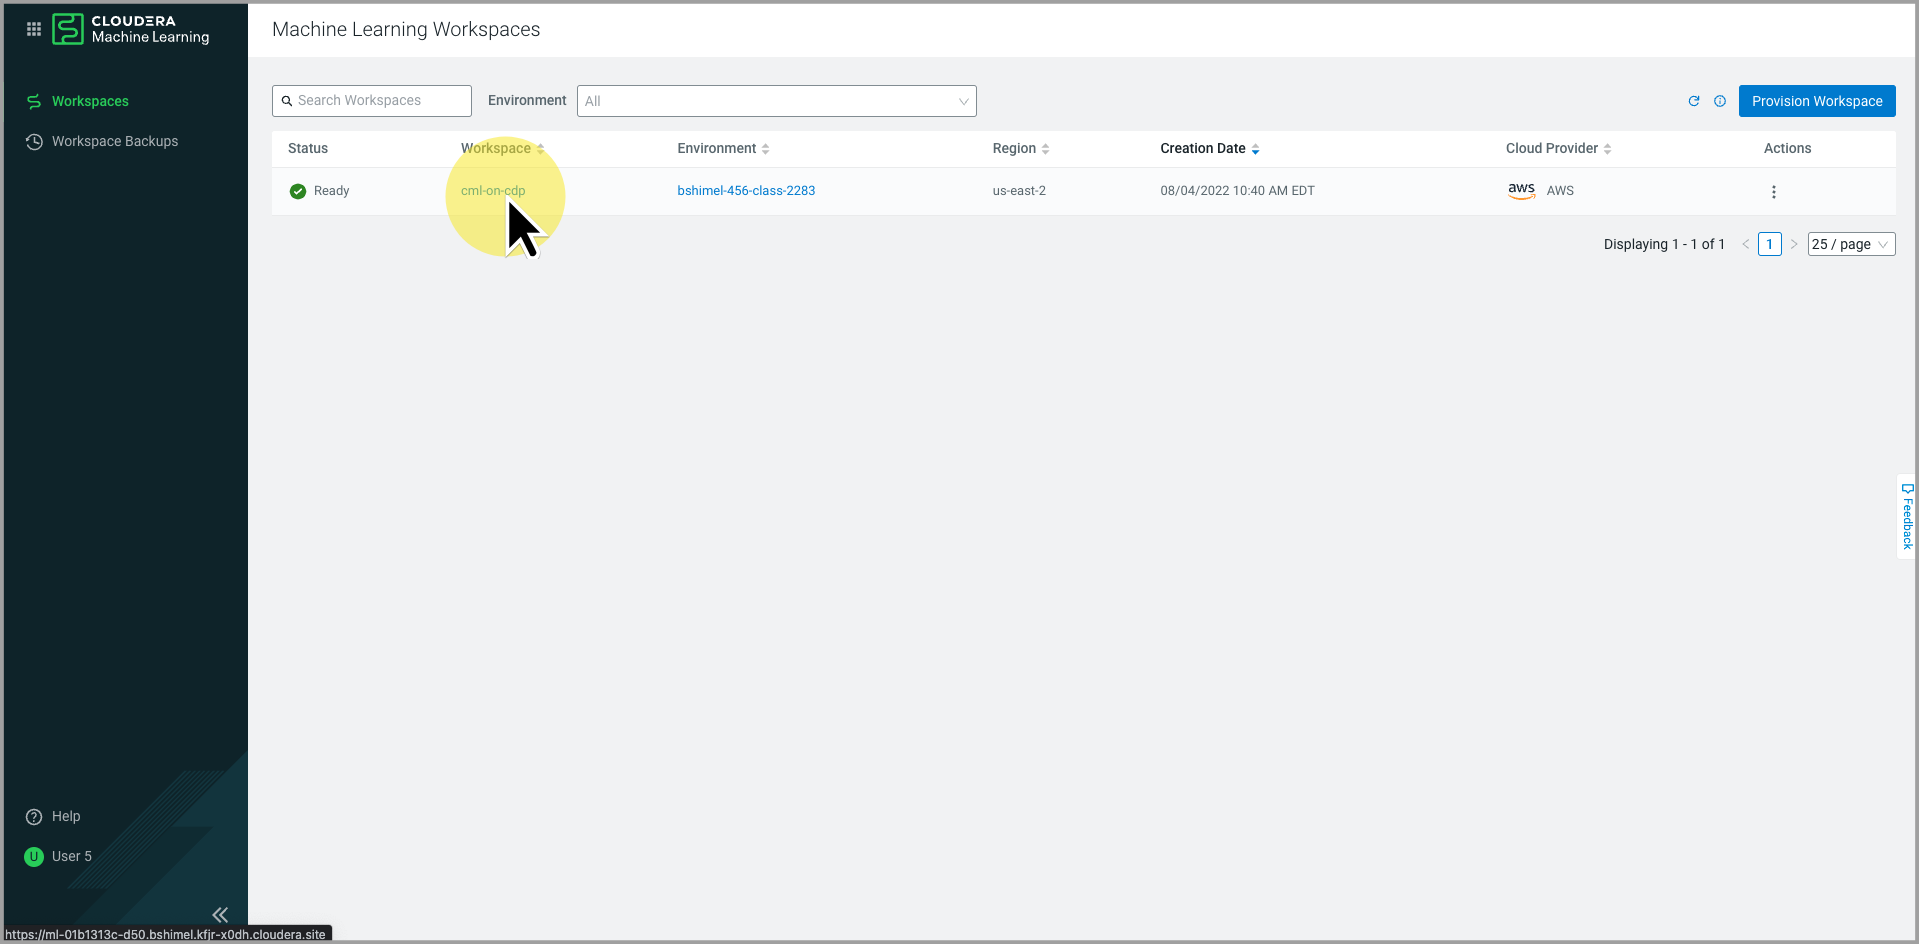 CLOUDERA
Machine Learning
Workspaces
Workspace Backups
Machine Learning Workspaces
Search Workspaces
Environment
All
Provision Workspace
Status Workspace Environment Region Creation Date Cloud Provider Actions
Ready cml-on-cdp bshimel-456-class-2283 us-east-2 08/04/2022 10:40 AM EDT aws AWS
Displaying 1 - 1 of 1 < 1 > 25 / page
Feedback
Help
U User 5
https://ml-01b1313c-d50.bshimel.kfjr-x0dh.cloudera.site